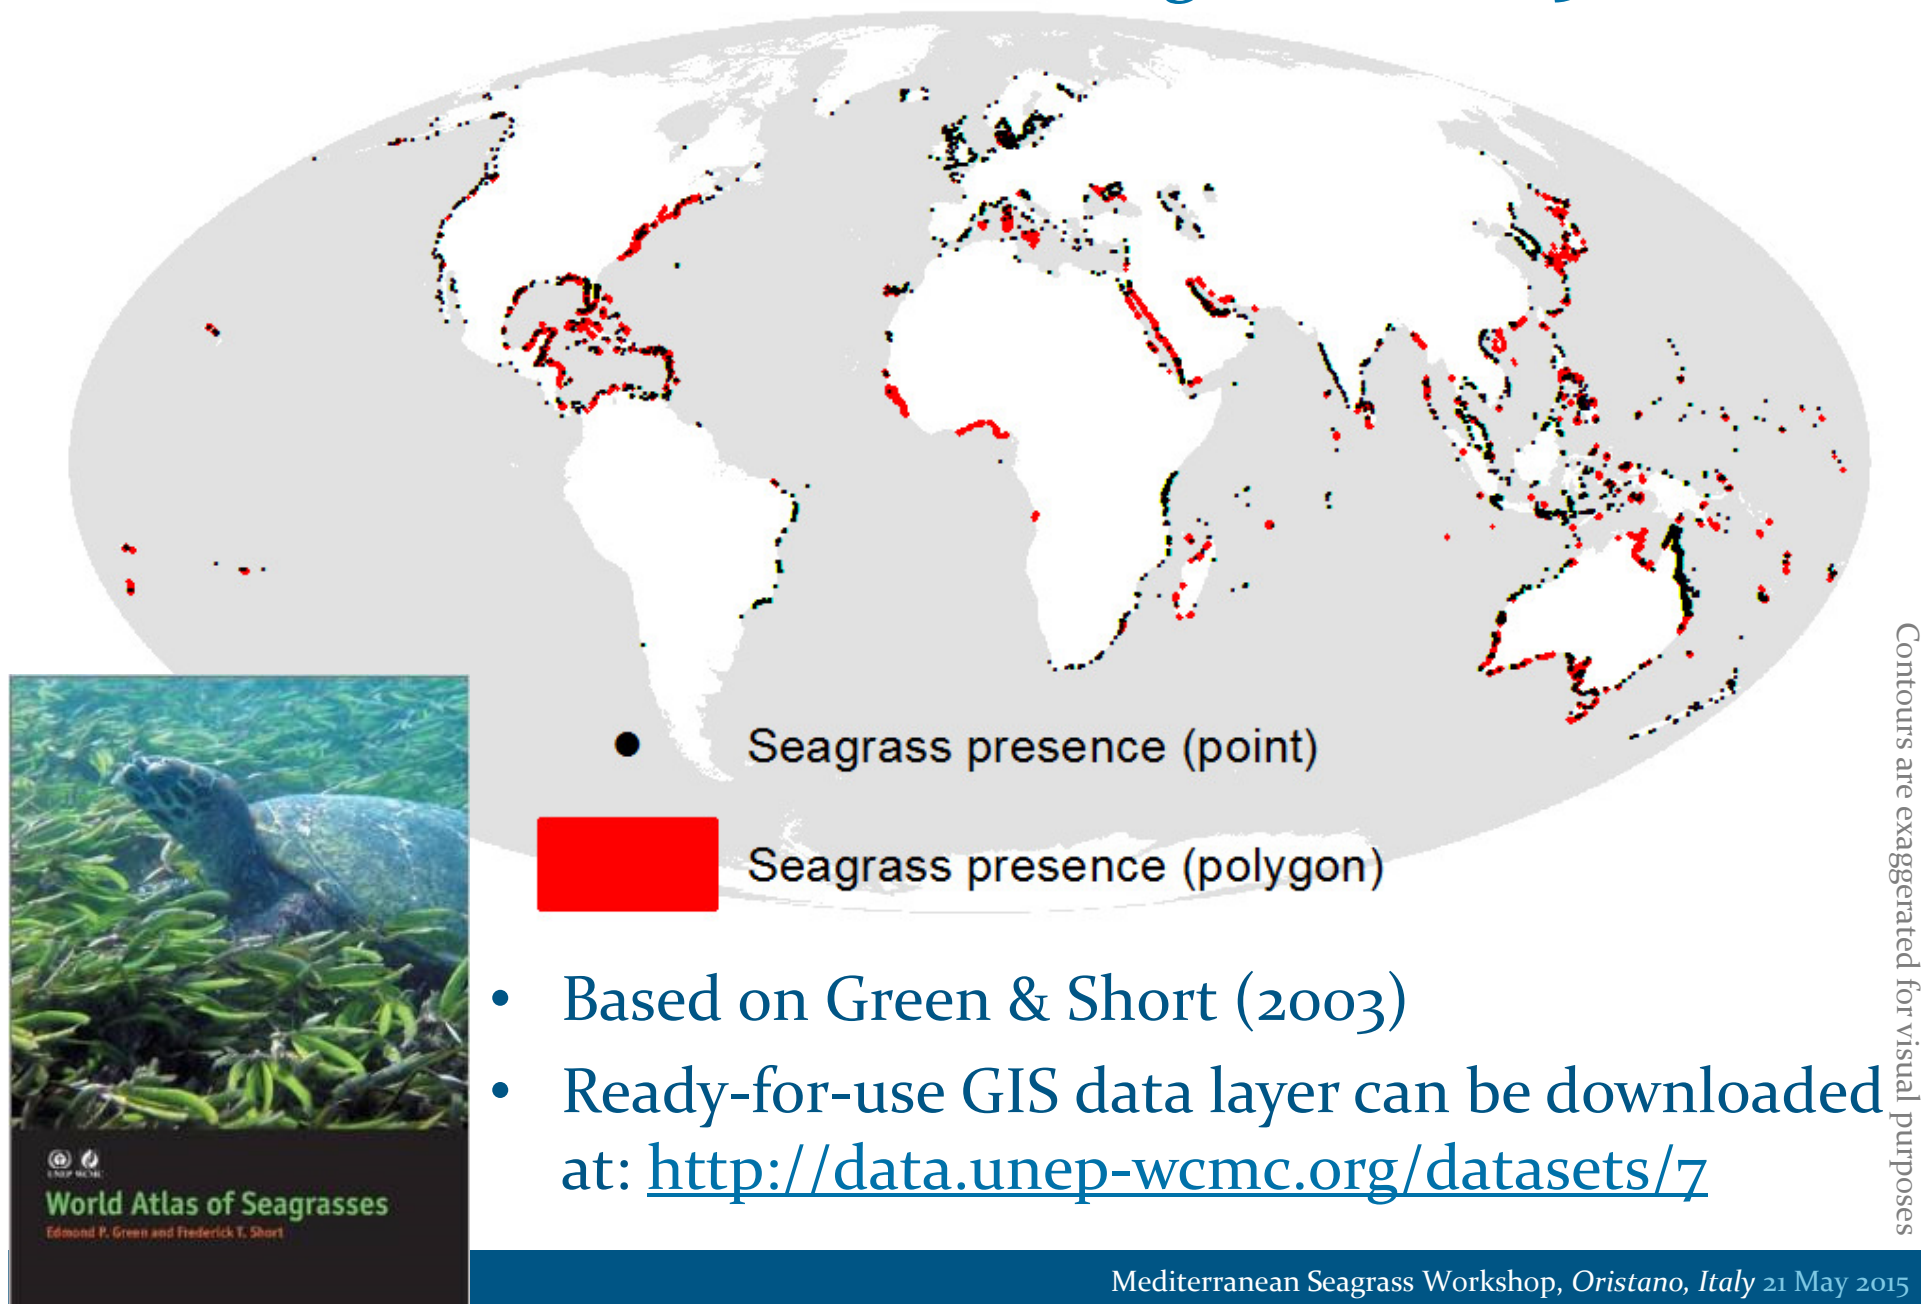 Seagrass presence (point)
Seagrass presence (polygon)
Contours are exaggerated for visual purposes
• Based on Green & Short (2003)
• Ready-for-use GIS data layer can be downloaded
at: http://data.unep-wcmc.org/datasets/7
UNEP WCMC
World Atlas of Seagrasses
Edmond P. Green and Frederick T. Short
Mediterranean Seagrass Workshop, Oristano, Italy 21 May 2015